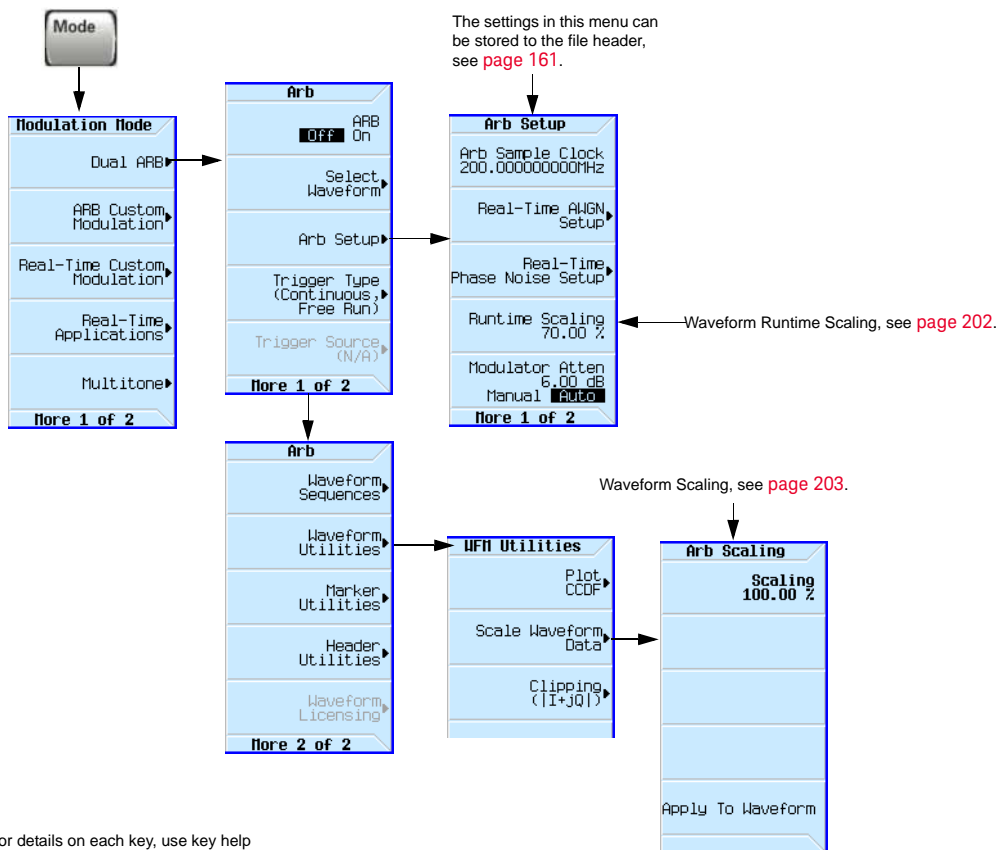 Mode
The settings in this menu can
be stored to the file header,
see page 161.
Modulation Mode
Dual ARB
ARB Custom
Modulation
Real-Time Custom
Modulation
Real-Time
Applications
Multitone
More 1 of 2
Arb
ARB
Off On
Select
Waveform
Arb Setup
Trigger Type
(Continuous,
Free Run)
Trigger Source
(N/A)
More 1 of 2
Arb Setup
Arb Sample Clock
200.000000000MHz
Real-Time AWGN
Setup
Real-Time
Phase Noise Setup
Runtime Scaling
70.00 %
Modulator Atten
6.00 dB
Manual Auto
More 1 of 2
Waveform Runtime Scaling, see page 202.
Arb
Waveform
Sequences
Waveform
Utilities
Marker
Utilities
Header
Utilities
Waveform
Licensing
More 2 of 2
WFM Utilities
Plot
CCDF
Scale Waveform
Data
Clipping
(|I+jQ|)
Waveform Scaling, see page 203.
Arb Scaling
Scaling
100.00 %
Apply To Waveform
or details on each key, use key help